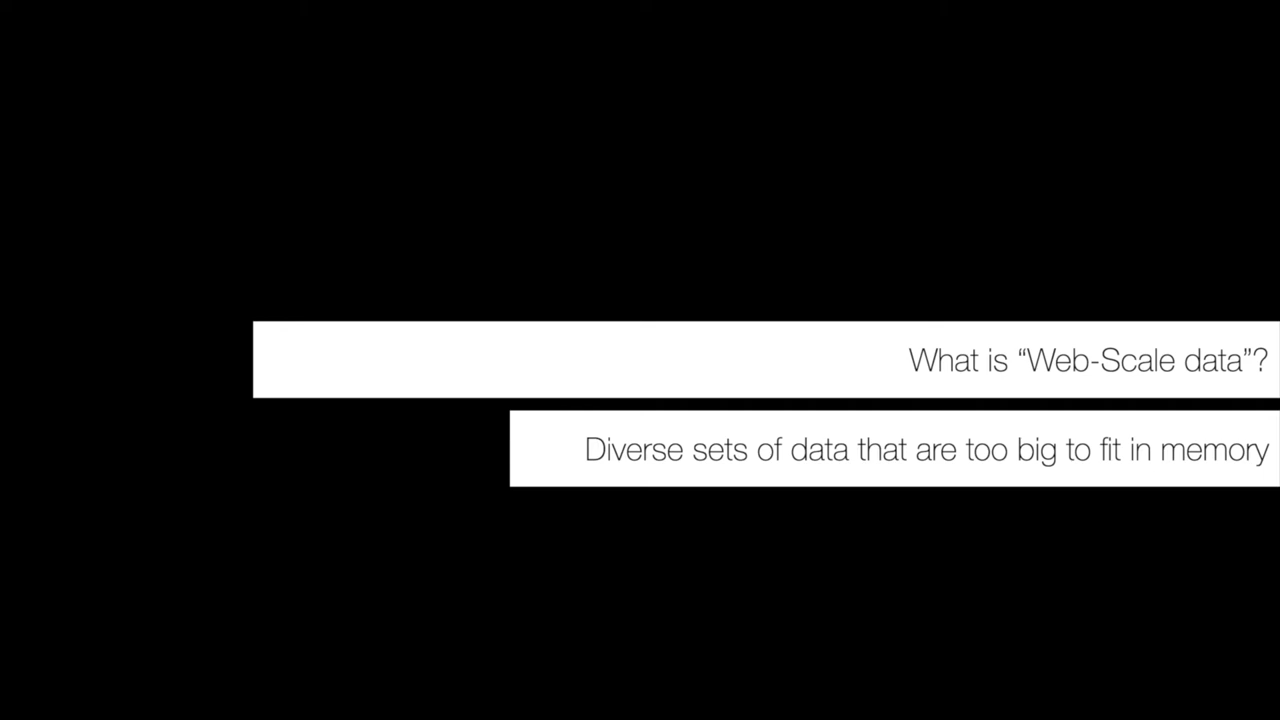 What is “Web-Scale data”?
Diverse sets of data that are too big to fit in memory